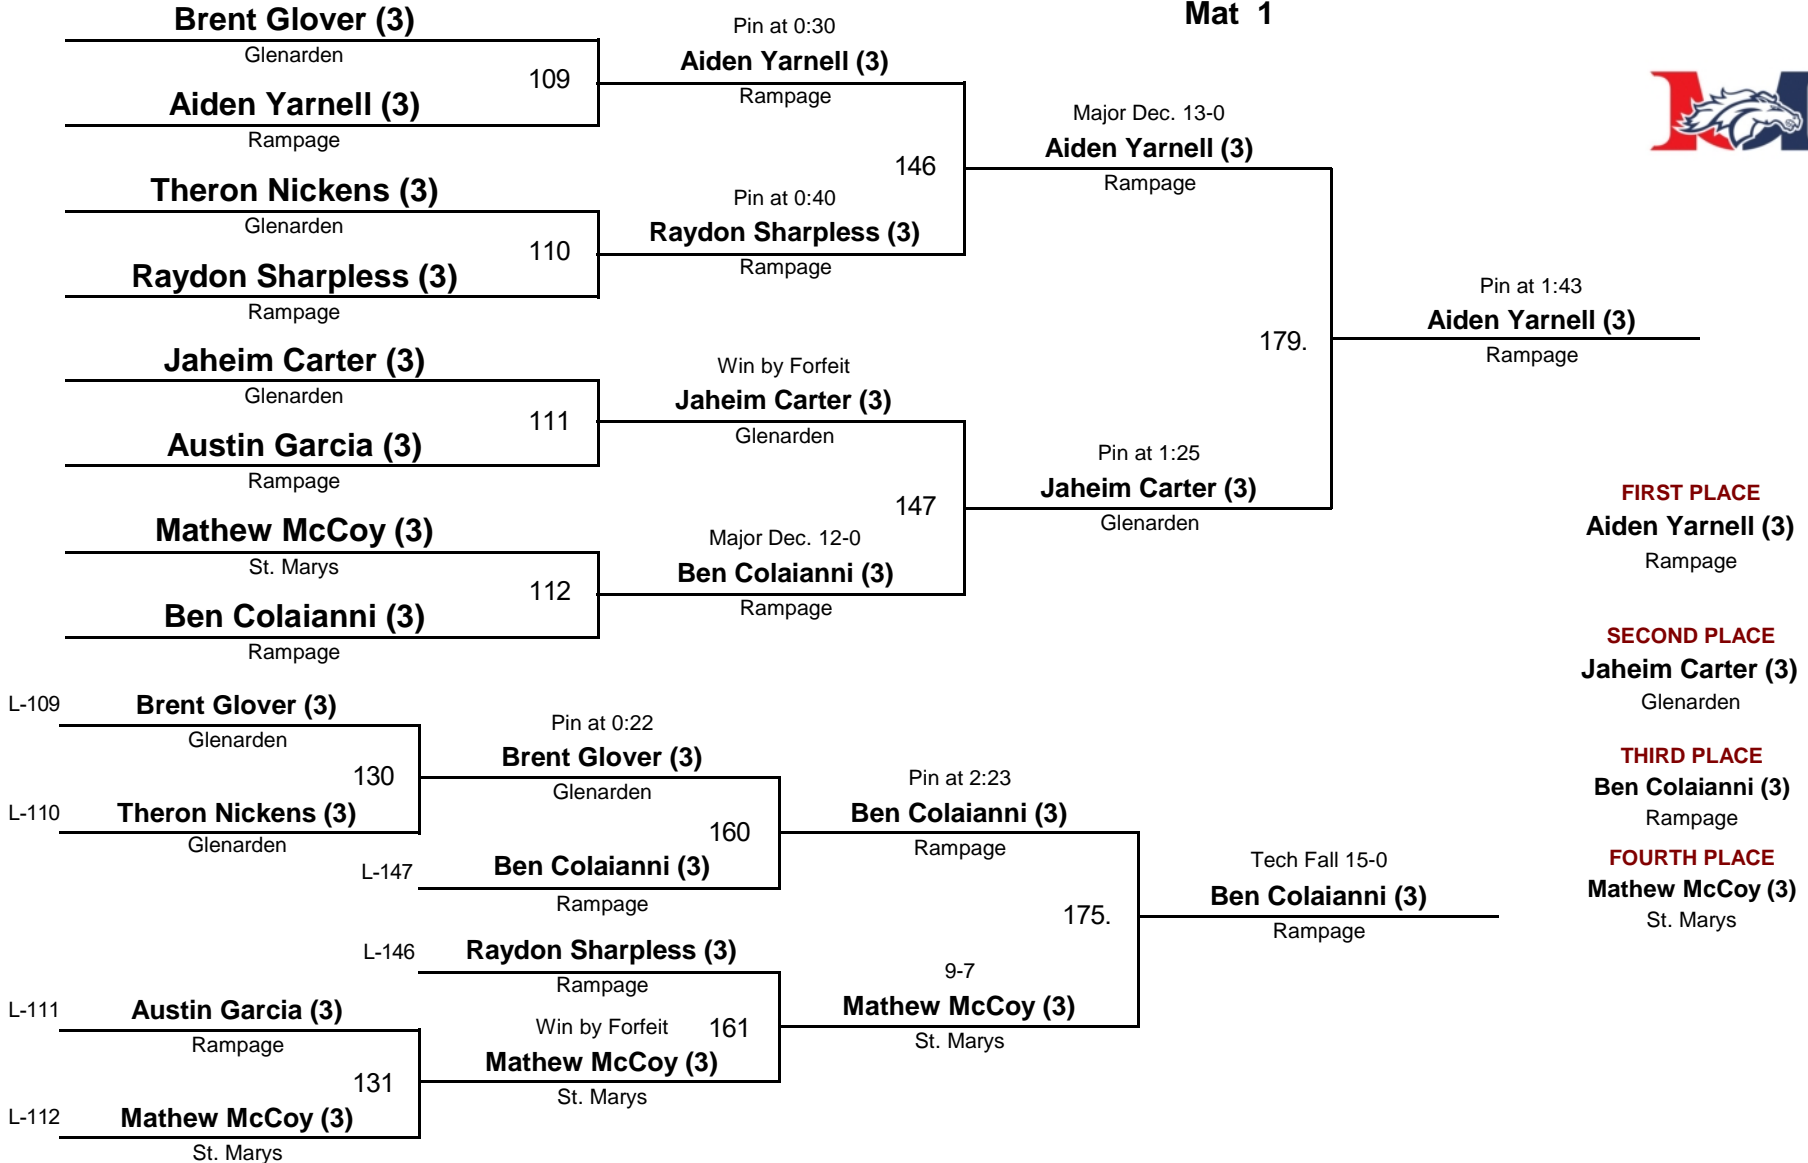 Mat 1
Brent Glover (3)
Glenarden
109
Aiden Yarnell (3)
Rampage
Theron Nickens (3)
Glenarden
110
Raydon Sharpless (3)
Rampage
Jaheim Carter (3)
Glenarden
111
Austin Garcia (3)
Rampage
Mathew McCoy (3)
St. Marys
112
Ben Colaianni (3)
Rampage
Pin at 0:30
Aiden Yarnell (3)
Rampage
146
Pin at 0:40
Raydon Sharpless (3)
Rampage
Win by Forfeit
Jaheim Carter (3)
Glenarden
147
Major Dec. 12-0
Ben Colaianni (3)
Rampage
Major Dec. 13-0
Aiden Yarnell (3)
Rampage
179.
Pin at 1:25
Jaheim Carter (3)
Glenarden
Pin at 1:43
Aiden Yarnell (3)
Rampage
FIRST PLACE
Aiden Yarnell (3)
Rampage
SECOND PLACE
Jaheim Carter (3)
Glenarden
THIRD PLACE
Ben Colaianni (3)
Rampage
FOURTH PLACE
Mathew McCoy (3)
St. Marys
L-109
Brent Glover (3)
Glenarden
130
L-110
Theron Nickens (3)
Glenarden
Pin at 0:22
Brent Glover (3)
Glenarden
160
L-147
Ben Colaianni (3)
Rampage
L-146
Raydon Sharpless (3)
Rampage
161
L-111
Austin Garcia (3)
Rampage
131
L-112
Mathew McCoy (3)
St. Marys
Win by Forfeit
Mathew McCoy (3)
St. Marys
Pin at 2:23
Ben Colaianni (3)
Rampage
175.
9-7
Mathew McCoy (3)
St. Marys
Tech Fall 15-0
Ben Colaianni (3)
Rampage